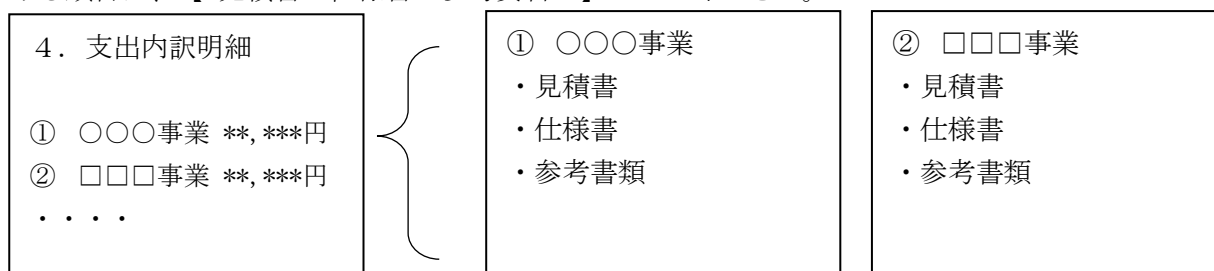 ４．支出内訳明細
① ○○○事業 **,***円
② □□□事業 **,***円
・・・・
① ○○○事業
・見積書
・仕様書
・参考書類
② □□□事業
・見積書
・仕様書
・参考書類